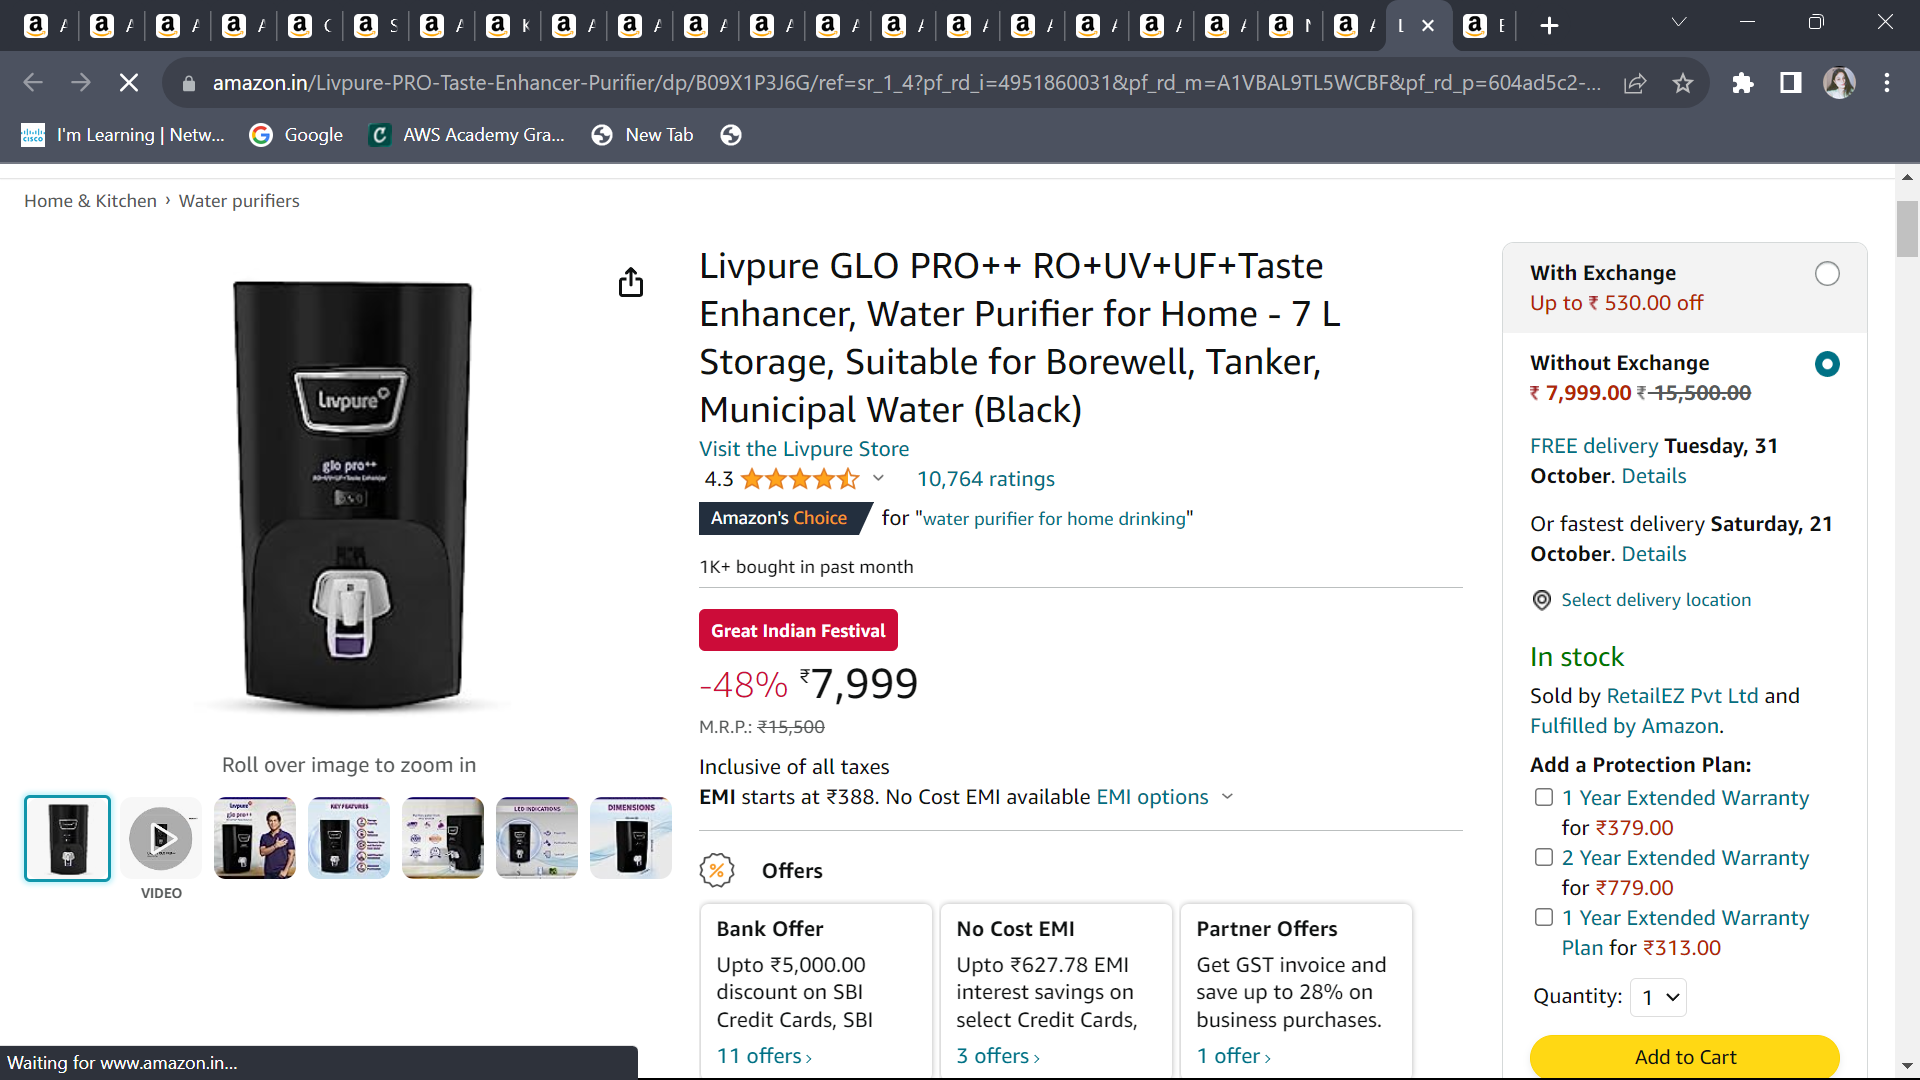 amazon.in/Livpure-PRO-Taste-Enhancer-Purifier/dp/B09X1P3J6G/ref=sr_1_4?pf_rd_i=4951860031&pf_rd_m=A1VBAL9TL5WCBF&pf_rd_p=604ad5c2-...
I'm Learning | Netw... Google AWS Academy Gra... New Tab
Home & Kitchen › Water purifiers
Livpure GLO PRO++ RO+UV+UF+Taste
Enhancer, Water Purifier for Home - 7 L
Storage, Suitable for Borewell, Tanker,
Municipal Water (Black)
Visit the Livpure Store
4.3 10,764 ratings
Amazon's Choice for "water purifier for home drinking"
1K+ bought in past month
Great Indian Festival
-48% ₹7,999
M.R.P.: ₹15,500
Inclusive of all taxes
EMI starts at ₹388. No Cost EMI available EMI options
Offers
Bank Offer
Upto ₹5,000.00
discount on SBI
Credit Cards, SBI
11 offers ›
No Cost EMI
Upto ₹627.78 EMI
interest savings on
select Credit Cards,
3 offers ›
Partner Offers
Get GST invoice and
save up to 28% on
business purchases.
1 offer ›
Livpure
glo pro++
Roll over image to zoom in
Livpure
glo pro++
KEY FEATURES
LED INDICATIONS
DIMENSIONS
VIDEO
With Exchange
Up to ₹ 530.00 off
Without Exchange
₹ 7,999.00 ₹ 15,500.00
FREE delivery Tuesday, 31
October. Details
Or fastest delivery Saturday, 21
October. Details
Select delivery location
In stock
Sold by RetailEZ Pvt Ltd and
Fulfilled by Amazon.
Add a Protection Plan:
1 Year Extended Warranty
for ₹379.00
2 Year Extended Warranty
for ₹779.00
1 Year Extended Warranty
Plan for ₹313.00
Quantity: 1
Add to Cart
Waiting for www.amazon.in...